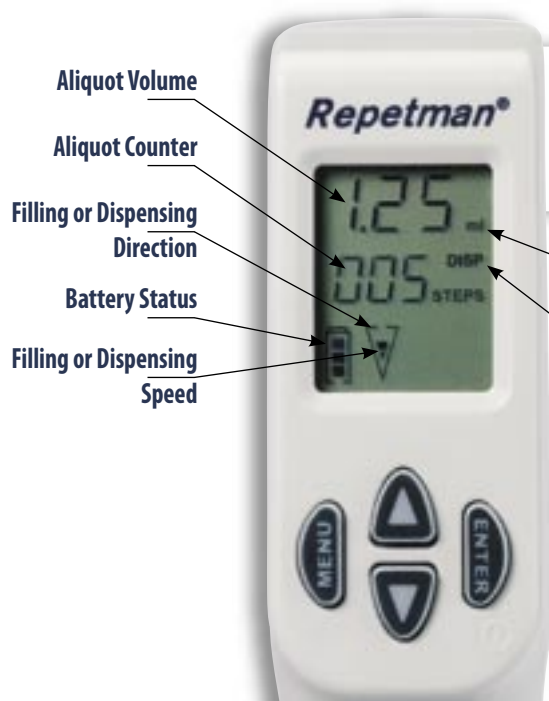 Aliquot Volume
Aliquot Counter
Filling or Dispensing
Direction
Battery Status
Filling or Dispensing
Speed
Repetman®
1.25 ml
DISP
005 STEPS
MENU
ENTER